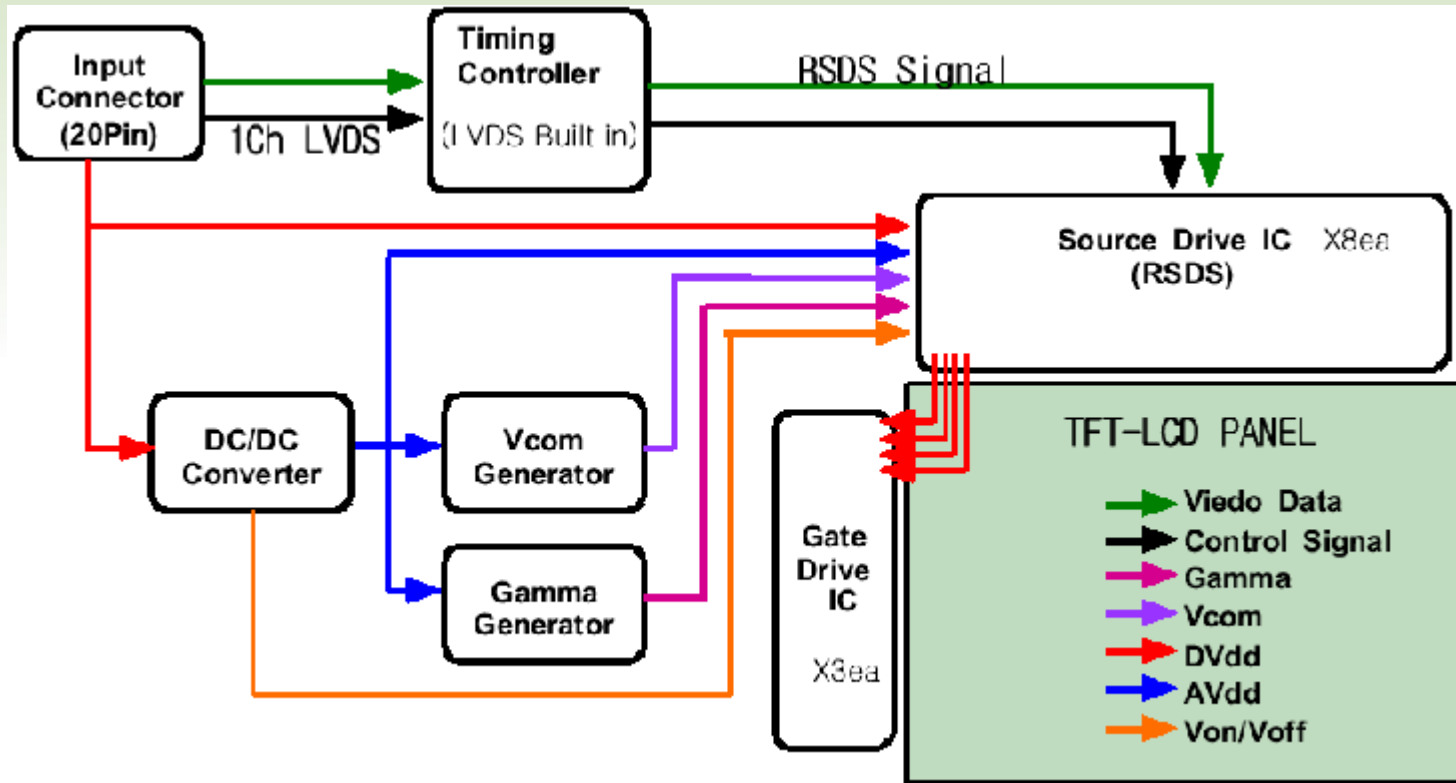 Input
Connector
(20Pin)
1Ch LVDS
Timing
Controller
(LVDS Built in)
RSDS Signal
Source Drive IC X8ea
(RSDS)
DC/DC
Converter
Vcom
Generator
Gamma
Generator
Gate
Drive
IC
X3ea
TFT-LCD PANEL
Viedo Data
Control Signal
Gamma
Vcom
DVdd
AVdd
Von/Voff